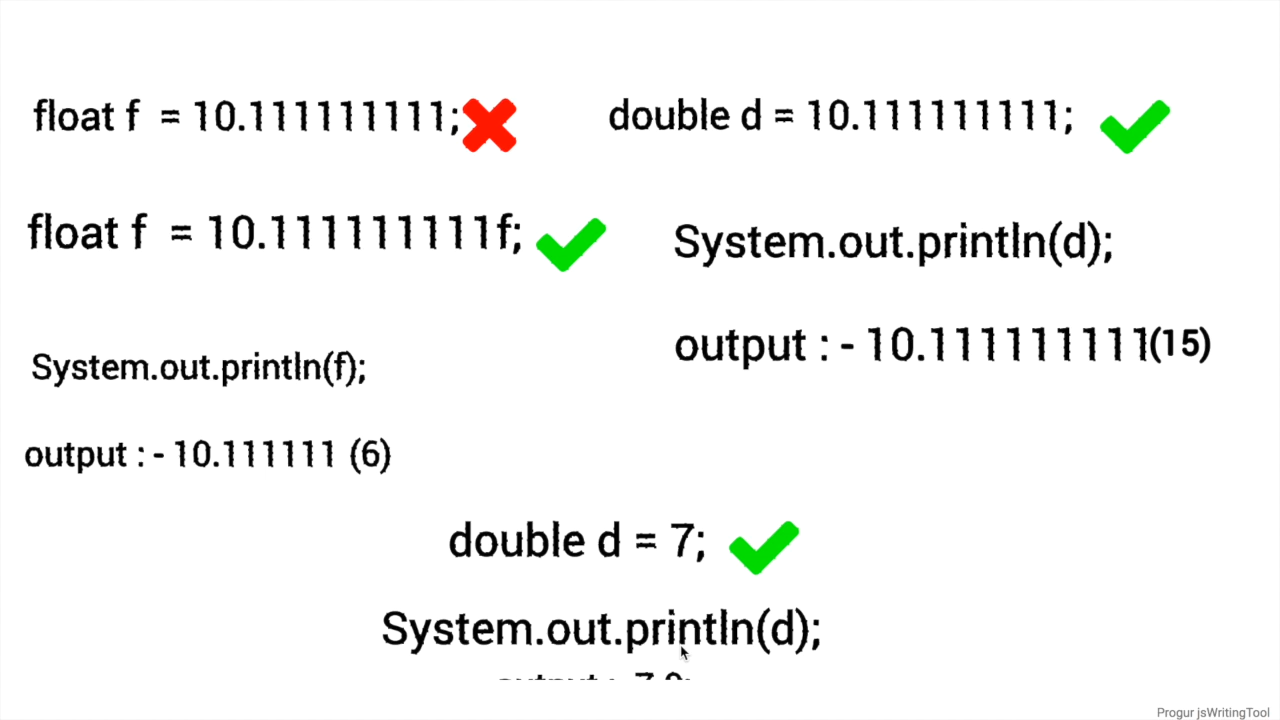 float f = 10.111111111;
double d = 10.111111111;
float f = 10.111111111f;
System.out.println(d);
output : - 10.111111111(15)
System.out.println(f);
output : - 10.111111 (6)
double d = 7;
System.out.println(d);
Progur jsWritingTool